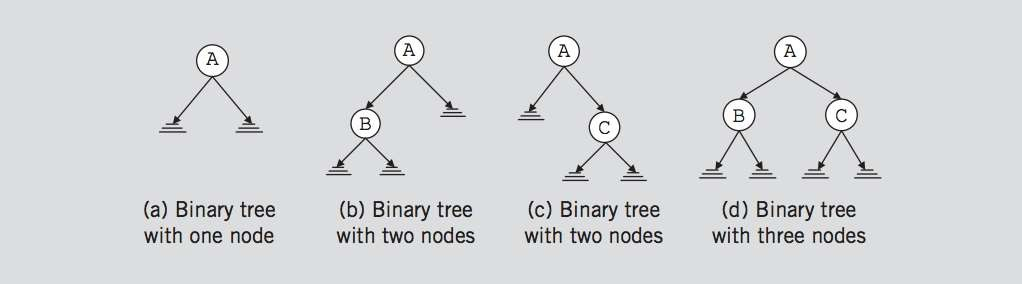 A
(a) Binary tree
with one node
A
B
(b) Binary tree
with two nodes
A
C
(c) Binary tree
with two nodes
A
B C
(d) Binary tree
with three nodes